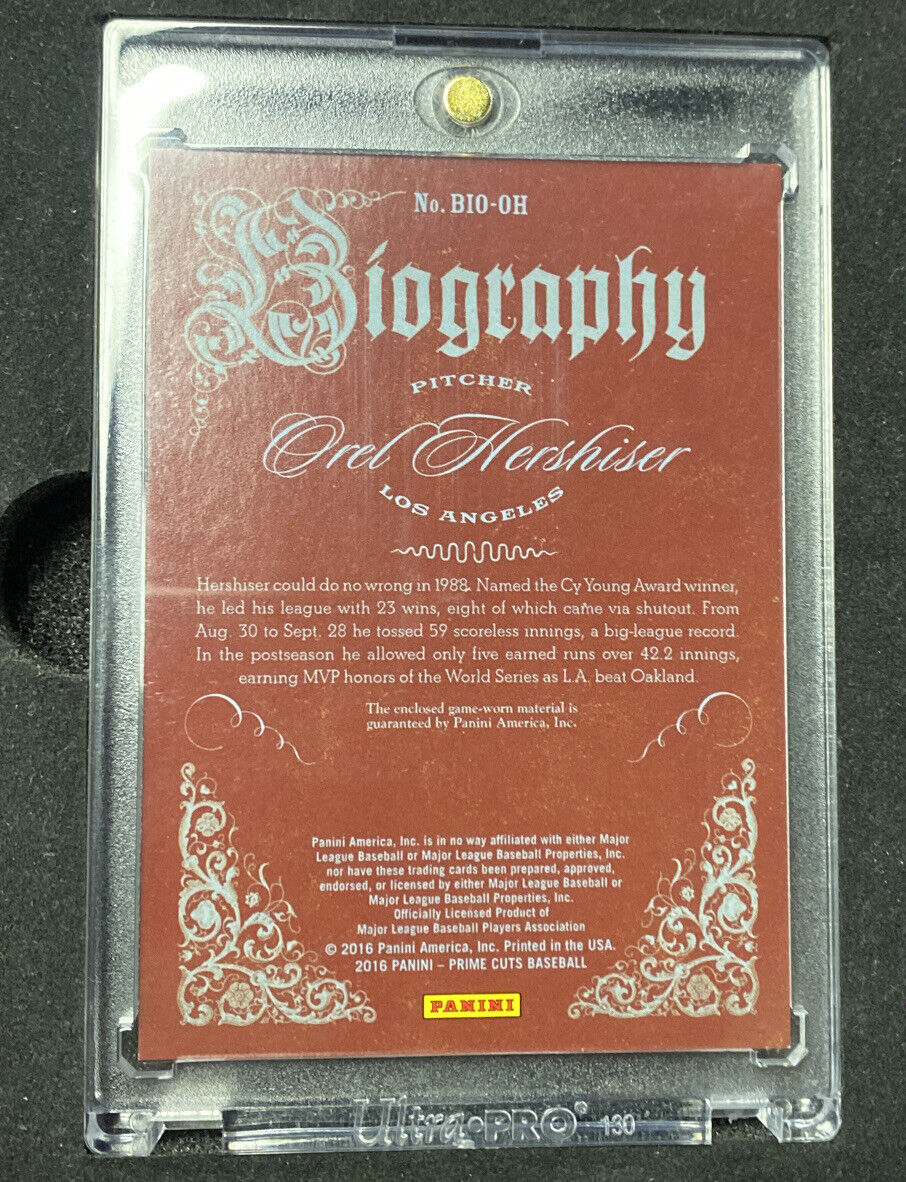 No. BIO-OH
Biography
PITCHER
Orel Hershiser
LOS ANGELES
Hershiser could do no wrong in 1988. Named the Cy Young Award winner,
he led his league with 23 wins, eight of which came via shutout. From
Aug. 30 to Sept. 28 he tossed 59 scoreless innings, a big-league record.
In the postseason he allowed only five earned runs over 42.2 innings,
earning MVP honors of the World Series as L.A. beat Oakland.
The enclosed game-worn material is
guaranteed by Panini America, Inc.
Panini America, Inc. is in no way affiliated with either Major
League Baseball or Major League Baseball Properties, Inc.
nor have these trading cards been prepared, approved,
endorsed, or licensed by either Major League Baseball or
Major League Baseball Properties, Inc.
Officially Licensed Product of
Major League Baseball Players Association
© 2016 Panini America, Inc. Printed in the USA.
2016 PANINI – PRIME CUTS BASEBALL
PANINI
Ultra•PRO® 130